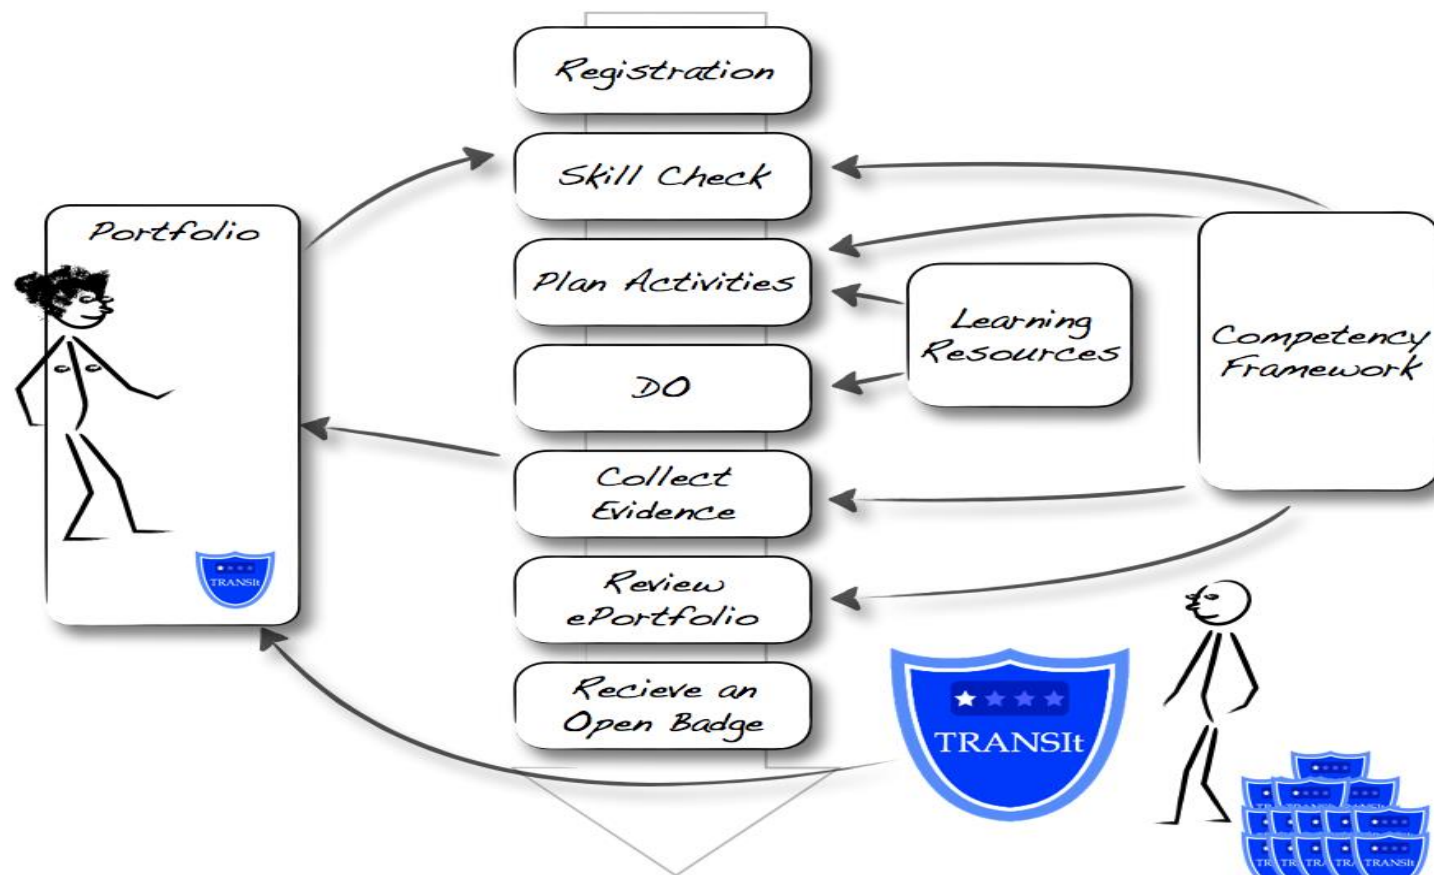 Registration
Skill Check
Portfolio
Plan Activities
Learning
Resources
Competency
Framework
DO
Collect
Evidence
TRANSIt
Review
ePortfolio
Recieve an
Open Badge
TRANSIt
TRANSIt